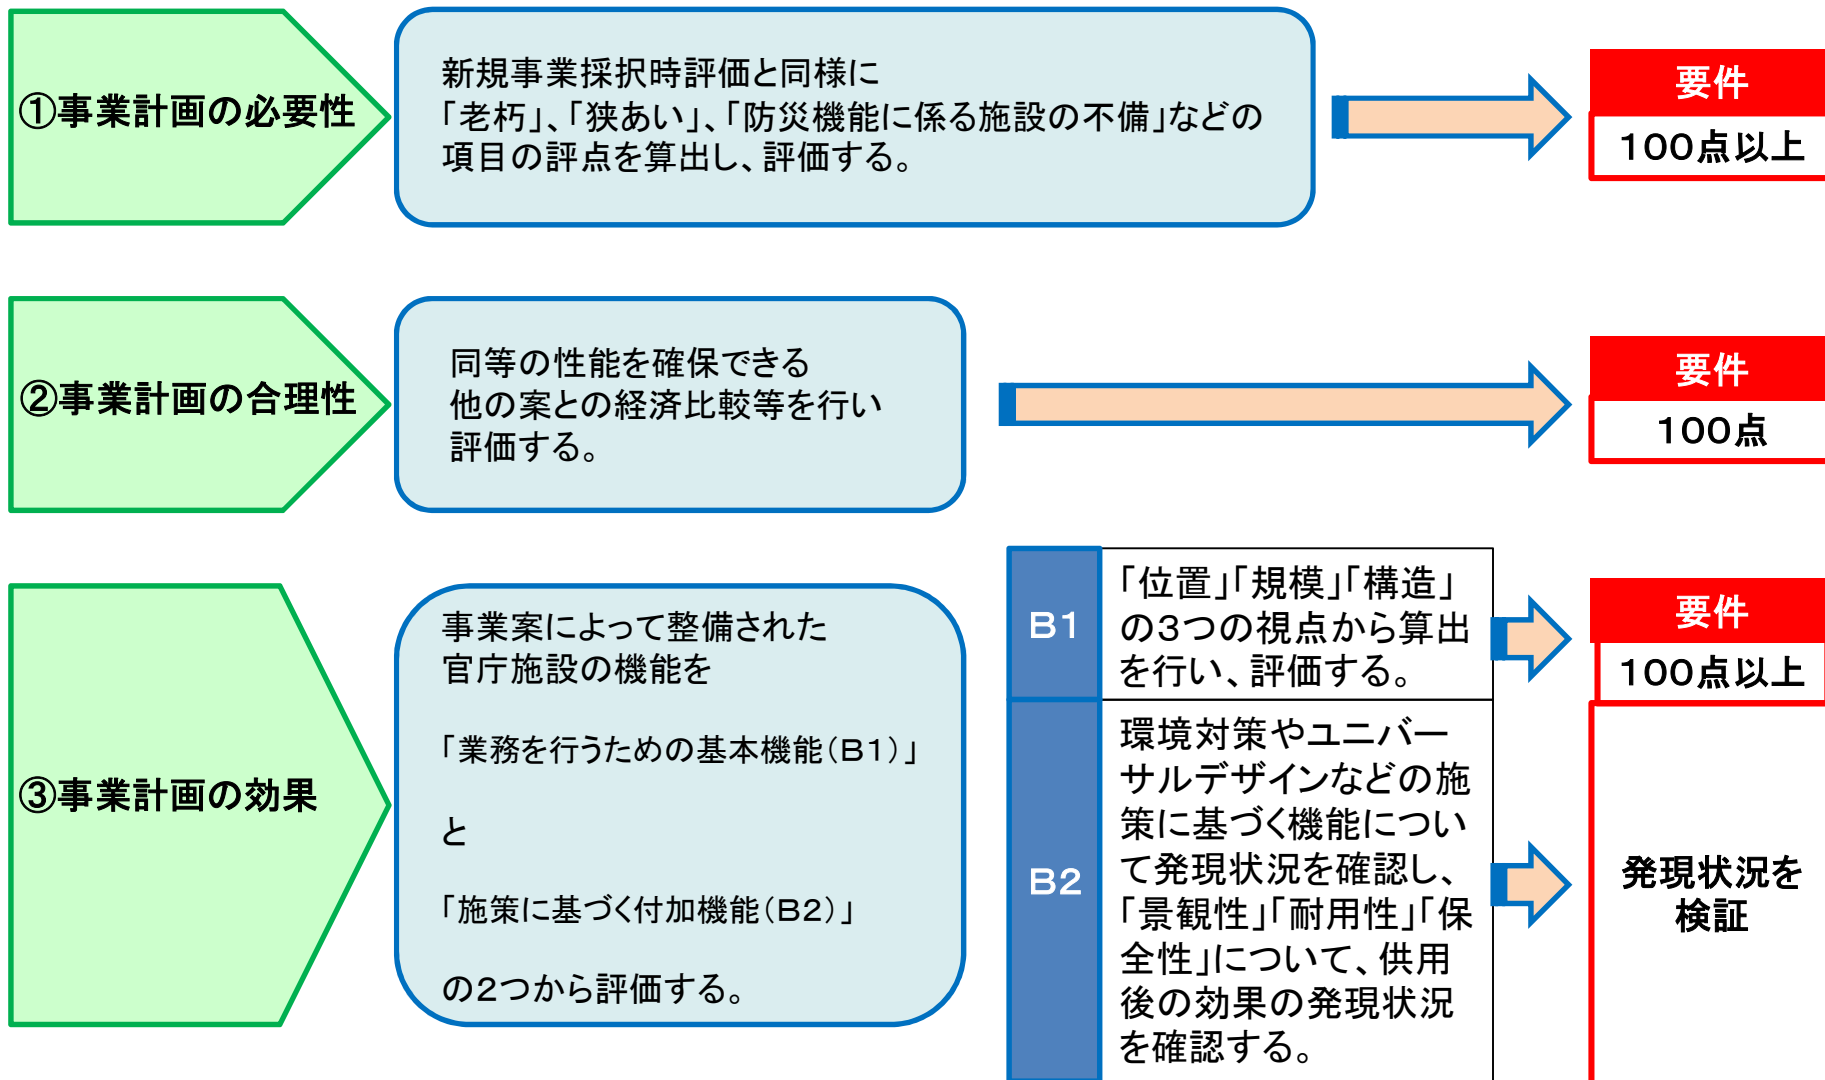 ①事業計画の必要性
新規事業採択時評価と同様に
「老朽」、「狭あい」、「防災機能に係る施設の不備」などの
項目の評点を算出し、評価する。
要件
100点以上
②事業計画の合理性
同等の性能を確保できる
他の案との経済比較等を行い
評価する。
要件
100点
③事業計画の効果
事業案によって整備された
官庁施設の機能を
「業務を行うための基本機能(B1)」
と
「施策に基づく付加機能(B2)」
の2つから評価する。
B1
「位置」「規模」「構造」
の3つの視点から算出
を行い、評価する。
要件
100点以上
B2
環境対策やユニバー
サルデザインなどの施
策に基づく機能につい
て発現状況を確認し、
「景観性」「耐用性」「保
全性」について、供用
後の効果の発現状況
を確認する。
発現状況を
検証